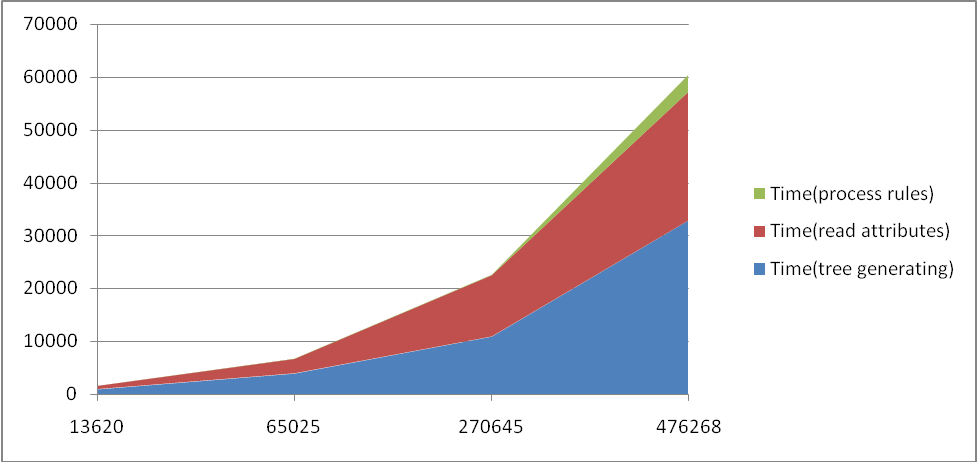 70000
60000
50000
40000
30000
20000
10000
0
13620 65025 270645 476268
Time(process rules)
Time(read attributes)
Time(tree generating)